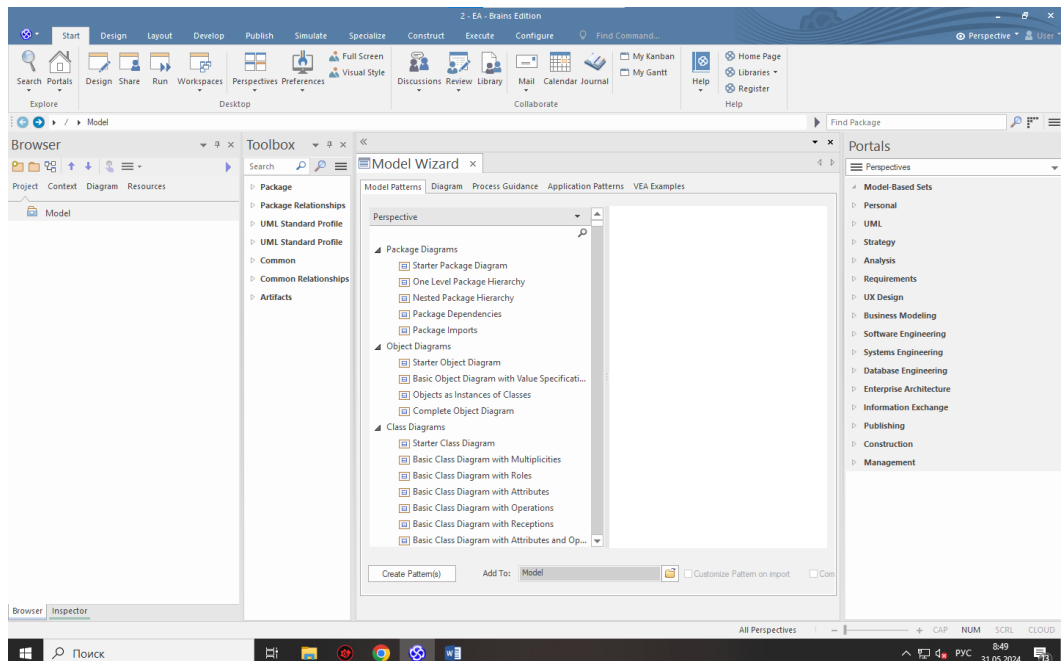 2 - EA - Brains Edition
Start Design Layout Develop Publish Simulate Specialize Construct Execute Configure Find Command... Perspective User
Full Screen My Kanban Home Page
Visual Style My Gantt Libraries
Search Portals Design Share Run Workspaces Perspectives Preferences Discussions Review Library Mail Calendar Journal Help Register
Explore Desktop Collaborate Help
/ Model Find Package
Browser
Project Context Diagram Resources
Model
Toolbox
Search
Package
Package Relationships
UML Standard Profile
UML Standard Profile
Common
Common Relationships
Artifacts
Model Wizard
Model Patterns Diagram Process Guidance Application Patterns VEA Examples
Perspective
Package Diagrams
Starter Package Diagram
One Level Package Hierarchy
Nested Package Hierarchy
Package Dependencies
Package Imports
Object Diagrams
Starter Object Diagram
Basic Object Diagram with Value Specificati...
Objects as Instances of Classes
Complete Object Diagram
Class Diagrams
Starter Class Diagram
Basic Class Diagram with Multiplicities
Basic Class Diagram with Roles
Basic Class Diagram with Attributes
Basic Class Diagram with Operations
Basic Class Diagram with Receptions
Basic Class Diagram with Attributes and Op...
Create Pattern(s) Add To: Model Customize Pattern on import Com
Portals
Perspectives
Model-Based Sets
Personal
UML
Strategy
Analysis
Requirements
UX Design
Business Modeling
Software Engineering
Systems Engineering
Database Engineering
Enterprise Architecture
Information Exchange
Publishing
Construction
Management
Browser Inspector
All Perspectives CAP NUM SCRL CLOUD
Поиск РУС 8:49
31.05.2024